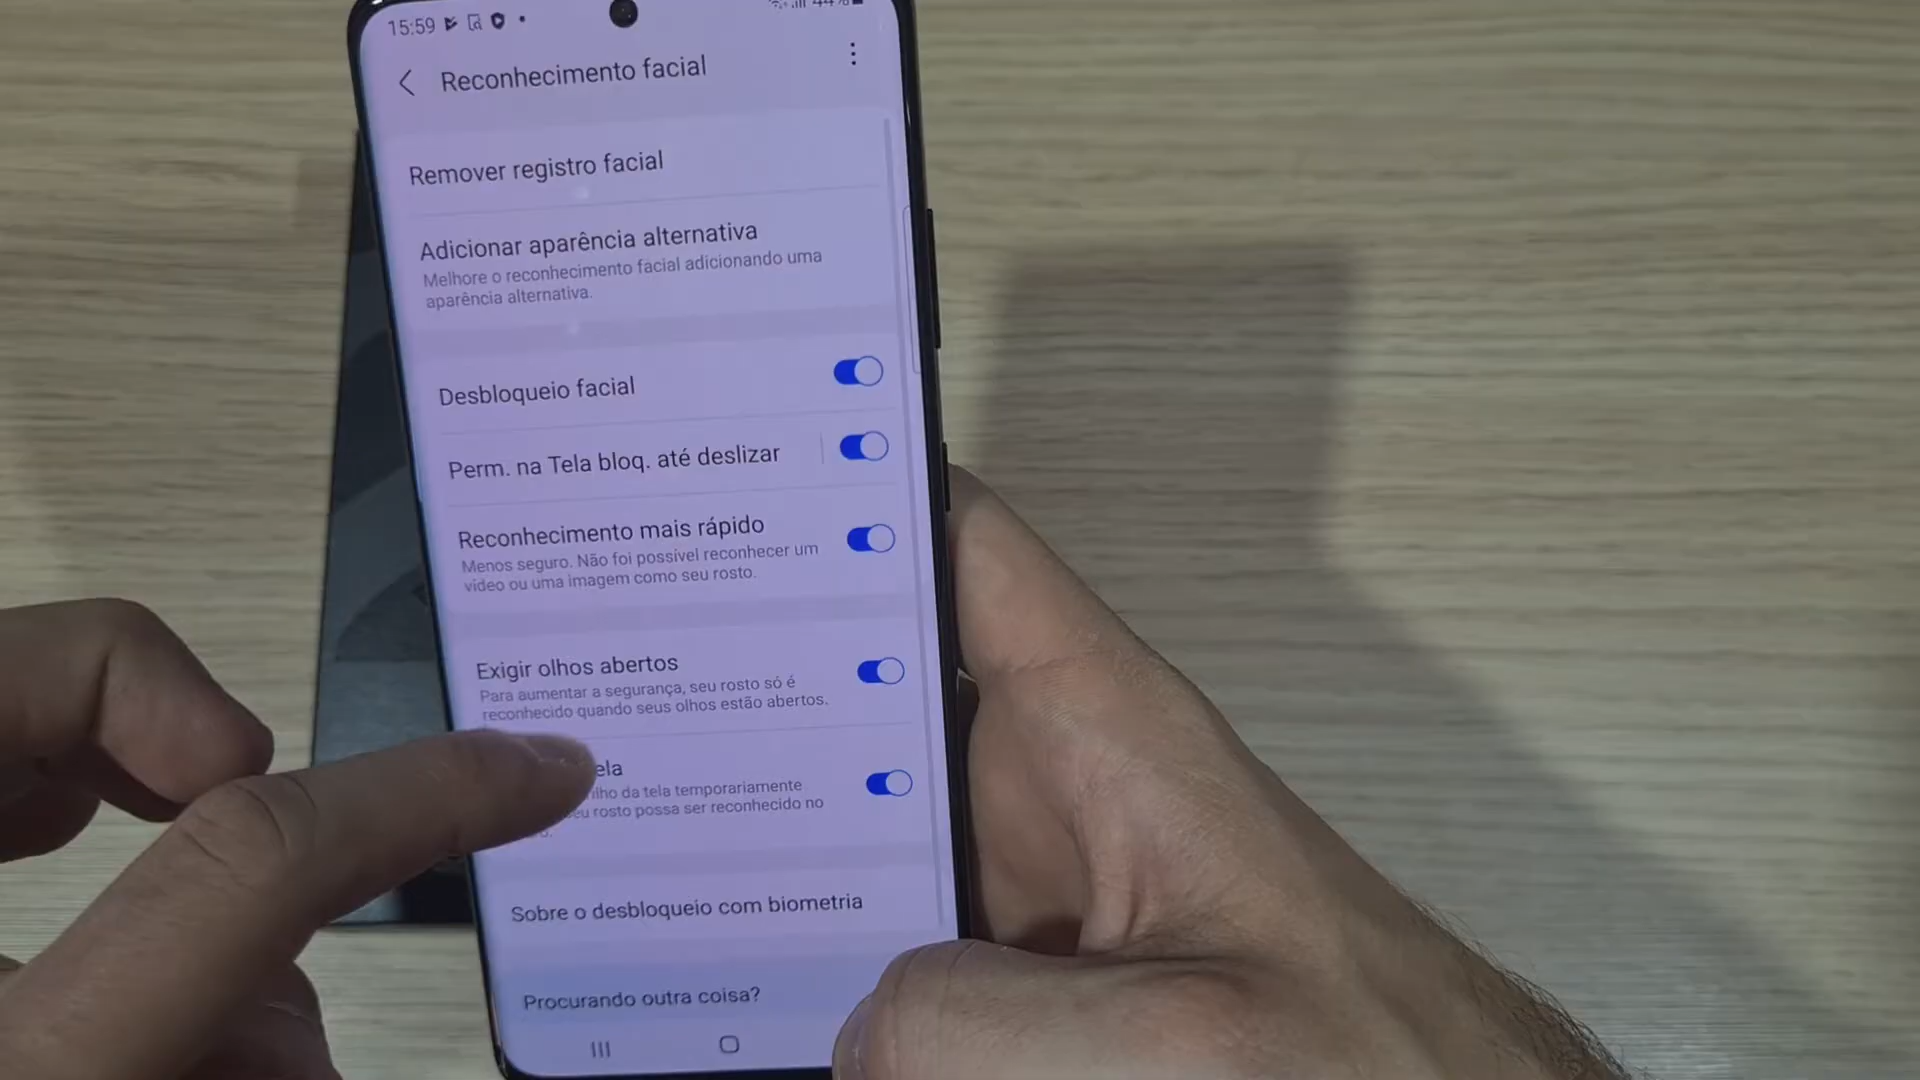 15:59
44%
Reconhecimento facial
Remover registro facial
Adicionar aparência alternativa
Melhore o reconhecimento facial adicionando uma
aparência alternativa.
Desbloqueio facial
Perm. na Tela bloq. até deslizar
Reconhecimento mais rápido
Menos seguro. Não foi possível reconhecer um
vídeo ou uma imagem como seu rosto.
Exigir olhos abertos
Para aumentar a segurança, seu rosto só é
reconhecido quando seus olhos estão abertos.
da tela temporariamente
rosto possa ser reconhecido no
Sobre o desbloqueio com biometria
Procurando outra coisa?